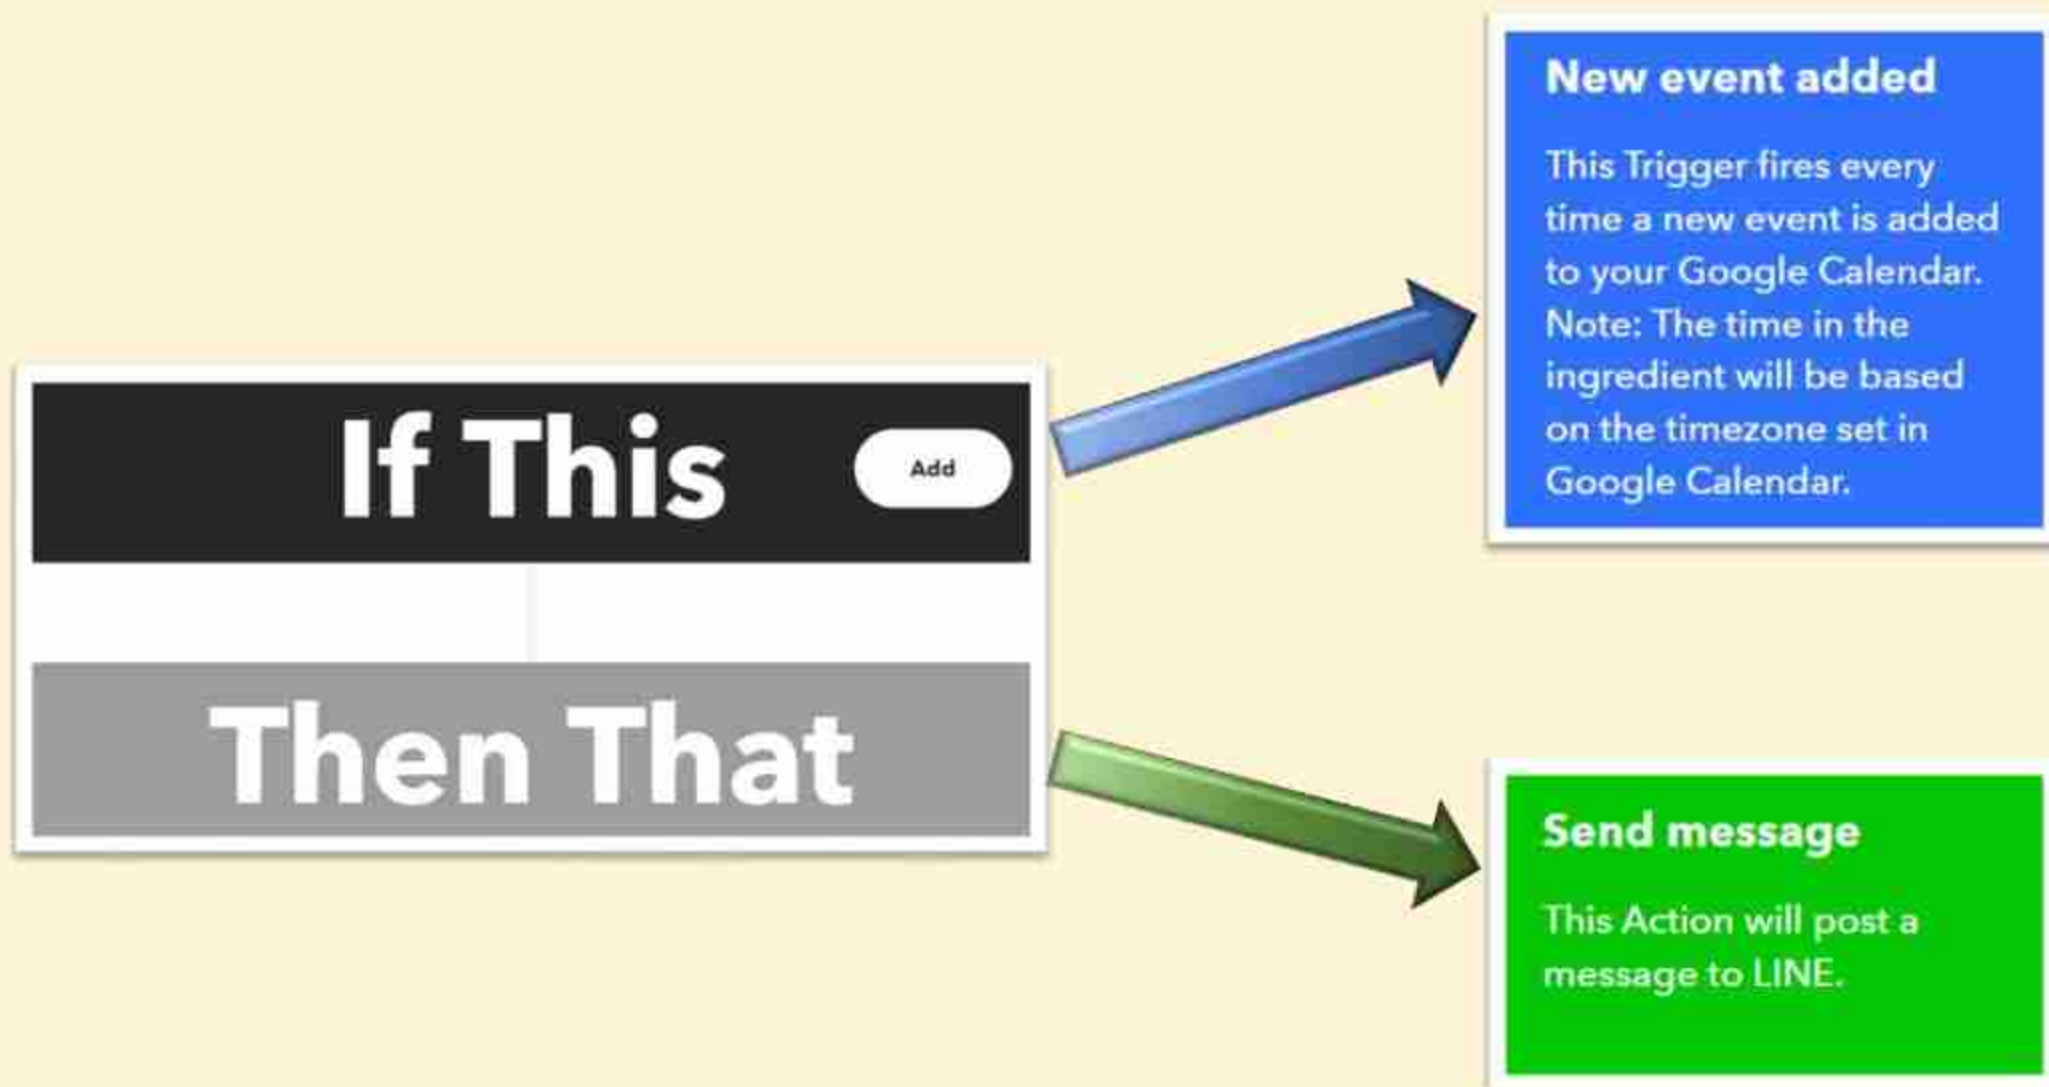 If This
Add
Then That
New event added
This Trigger fires every
time a new event is added
to your Google Calendar.
Note: The time in the
ingredient will be based
on the timezone set in
Google Calendar.
Send message
This Action will post a
message to LINE.